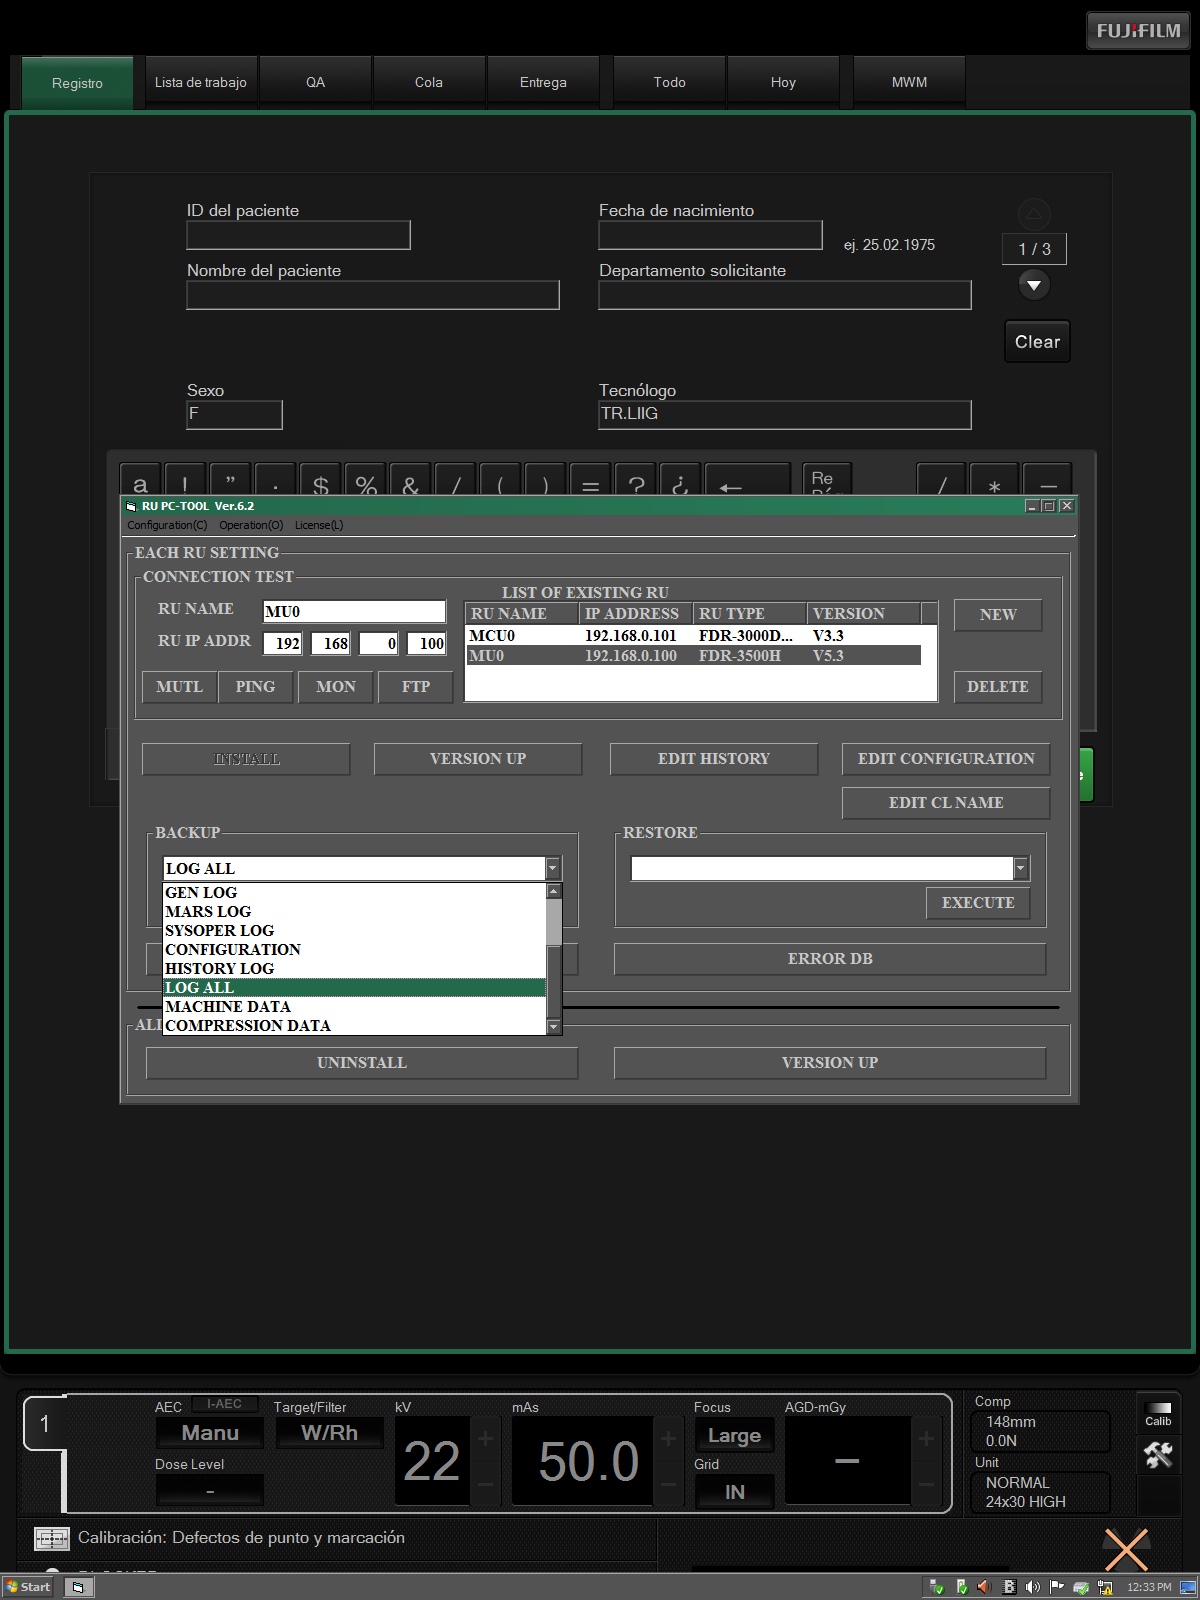 FUJIFILM
Registro Lista de trabajo QA Cola Entrega Todo Hoy MWM
ID del paciente Fecha de nacimiento
ej. 25.02.1975
1 / 3
Nombre del paciente Departamento solicitante
Clear
Sexo Tecnólogo
F TR.LIIG
a ! " . $ % & / ( ) = ? ¿ ← Re / * –
RU PC-TOOL Ver.6.2
Configuration(C) Operation(O) License(L)
EACH RU SETTING
CONNECTION TEST
LIST OF EXISTING RU
RU NAME MU0 RU NAME IP ADDRESS RU TYPE VERSION NEW
MCU0 192.168.0.101 FDR-3000D... V3.3
RU IP ADDR 192 168 0 100 MU0 192.168.0.100 FDR-3500H V5.3
MUTL PING MON FTP DELETE
INSTALL VERSION UP EDIT HISTORY EDIT CONFIGURATION
e
EDIT CL NAME
BACKUP RESTORE
LOG ALL
GEN LOG
MARS LOG EXECUTE
SYSOPER LOG
CONFIGURATION
HISTORY LOG ERROR DB
LOG ALL
MACHINE DATA
COMPRESSION DATA
UNINSTALL VERSION UP
1 AEC I-AEC Target/Filter kV mAs Focus AGD-mGy Comp
Manu W/Rh 22 50.0 Large – 148mm
0.0N
Calib
Dose Level Grid Unit
- IN NORMAL
24x30 HIGH
+ + +
– – –
Calibración: Defectos de punto y marcación
Start 12:33 PM